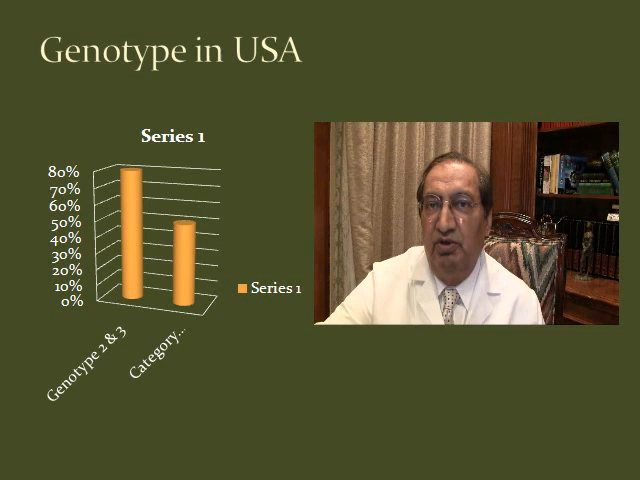 Genotype in USA
Series 1
80%
70%
60%
50%
40%
30%
20%
10%
0%
Genotype 2 & 3
Category...
Series 1